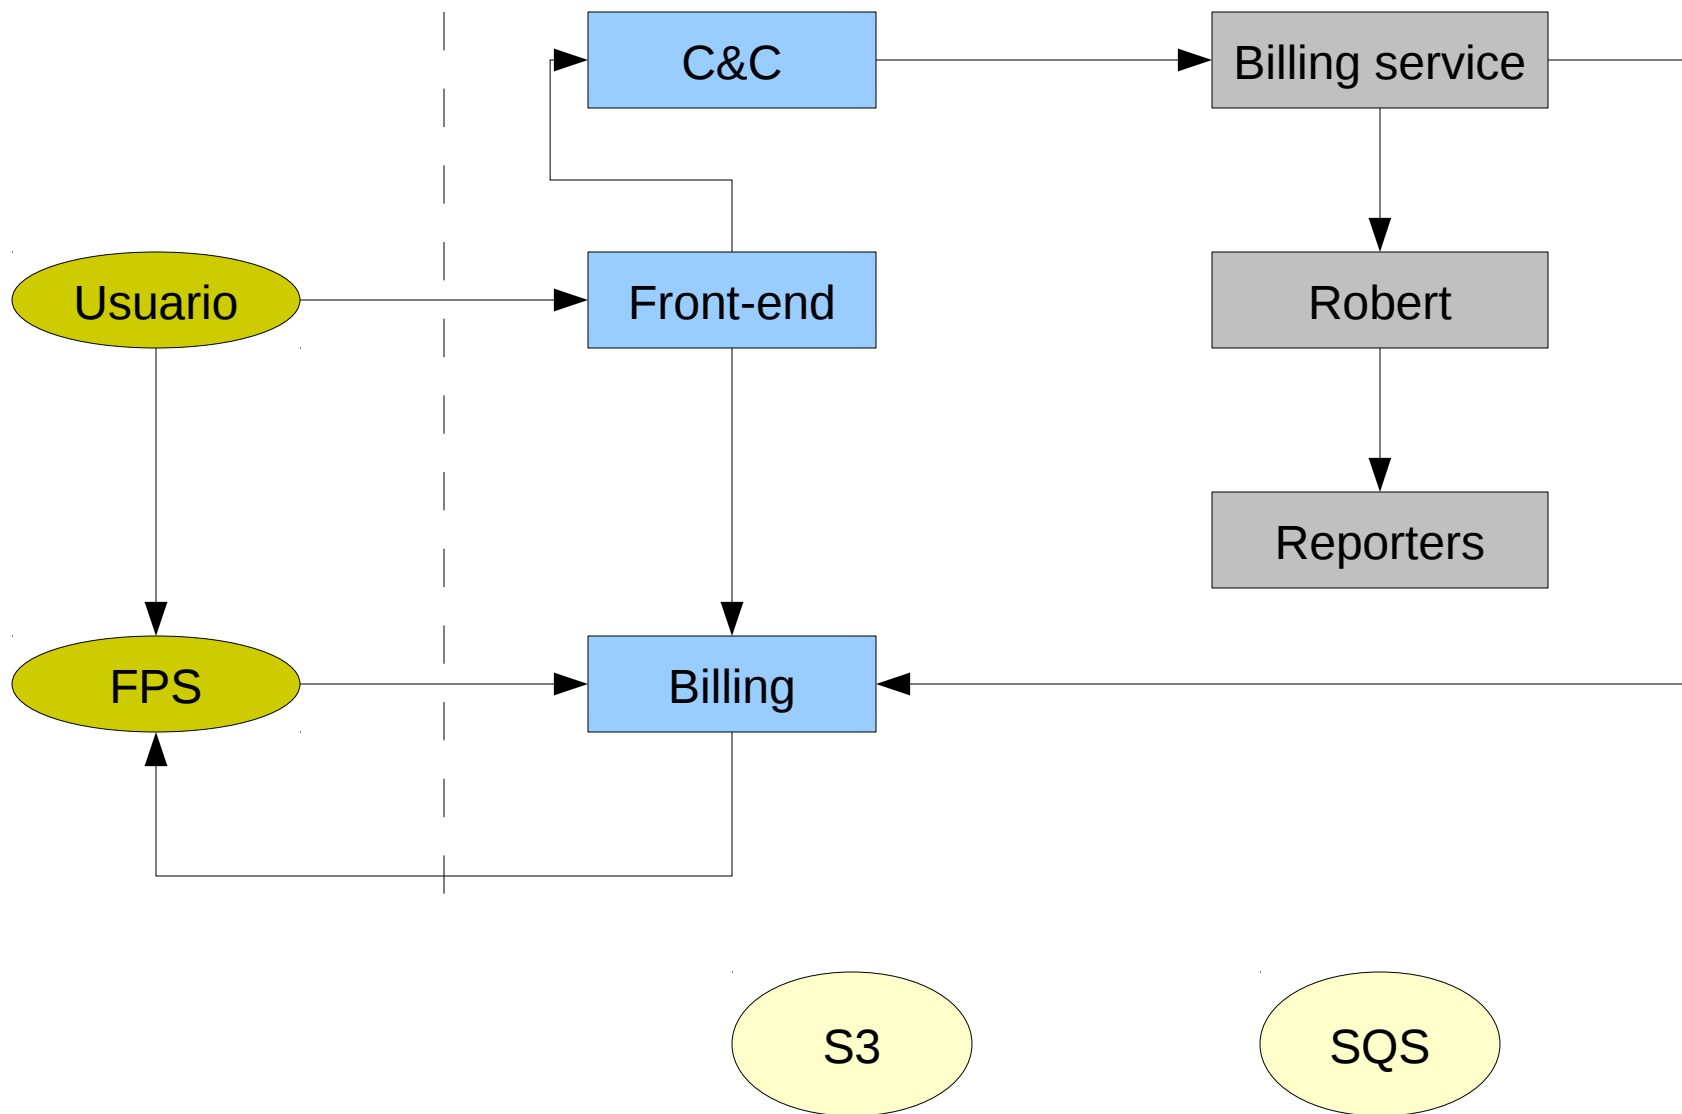 C&C
Billing service
Usuario
Front-end
Robert
Reporters
FPS
Billing
S3
SQS